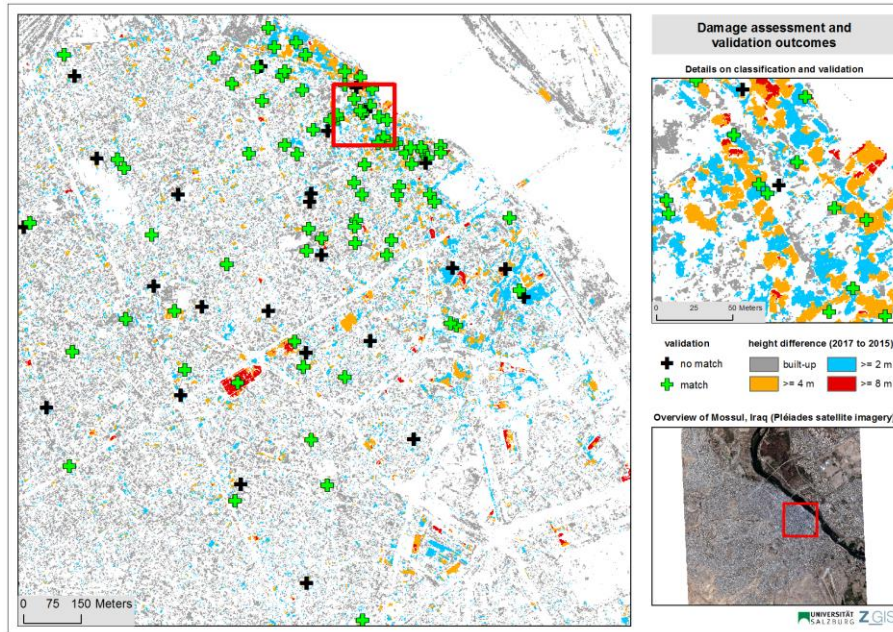 Damage assessment and
validation outcomes
Details on classification and validation
0 25 50 Meters
validation
no match
match
height difference (2017 to 2015)
built-up
>= 2 m
>= 4 m
>= 8 m
Overview of Mossul, Iraq (Pléiades satellite imagery)
0 75 150 Meters
UNIVERSITÄT
SALZBURG
Z_GIS